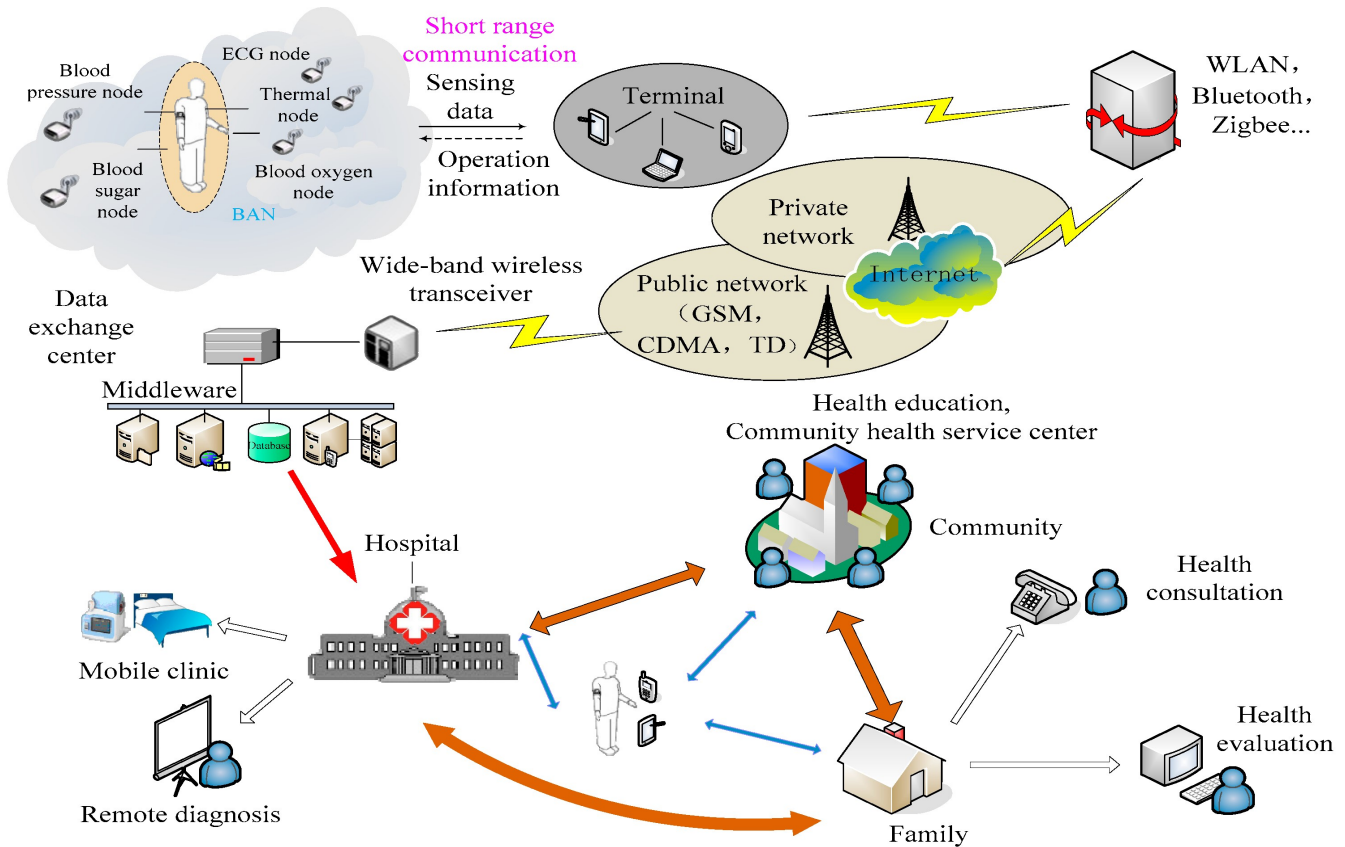 Short range
communication
ECG node
Blood
pressure node
Thermal
node
Sensing
data
Terminal
WLAN，
Bluetooth，
Zigbee...
Blood
sugar
node
Blood oxygen
node
BAN
Operation
information
Private
network
Internet
Public network
（GSM，
CDMA，TD）
Wide-band wireless
transceiver
Data
exchange
center
Middleware
Database
Health education,
Community health service center
Community
Hospital
Health
consultation
Mobile clinic
Health
evaluation
Remote diagnosis
Family